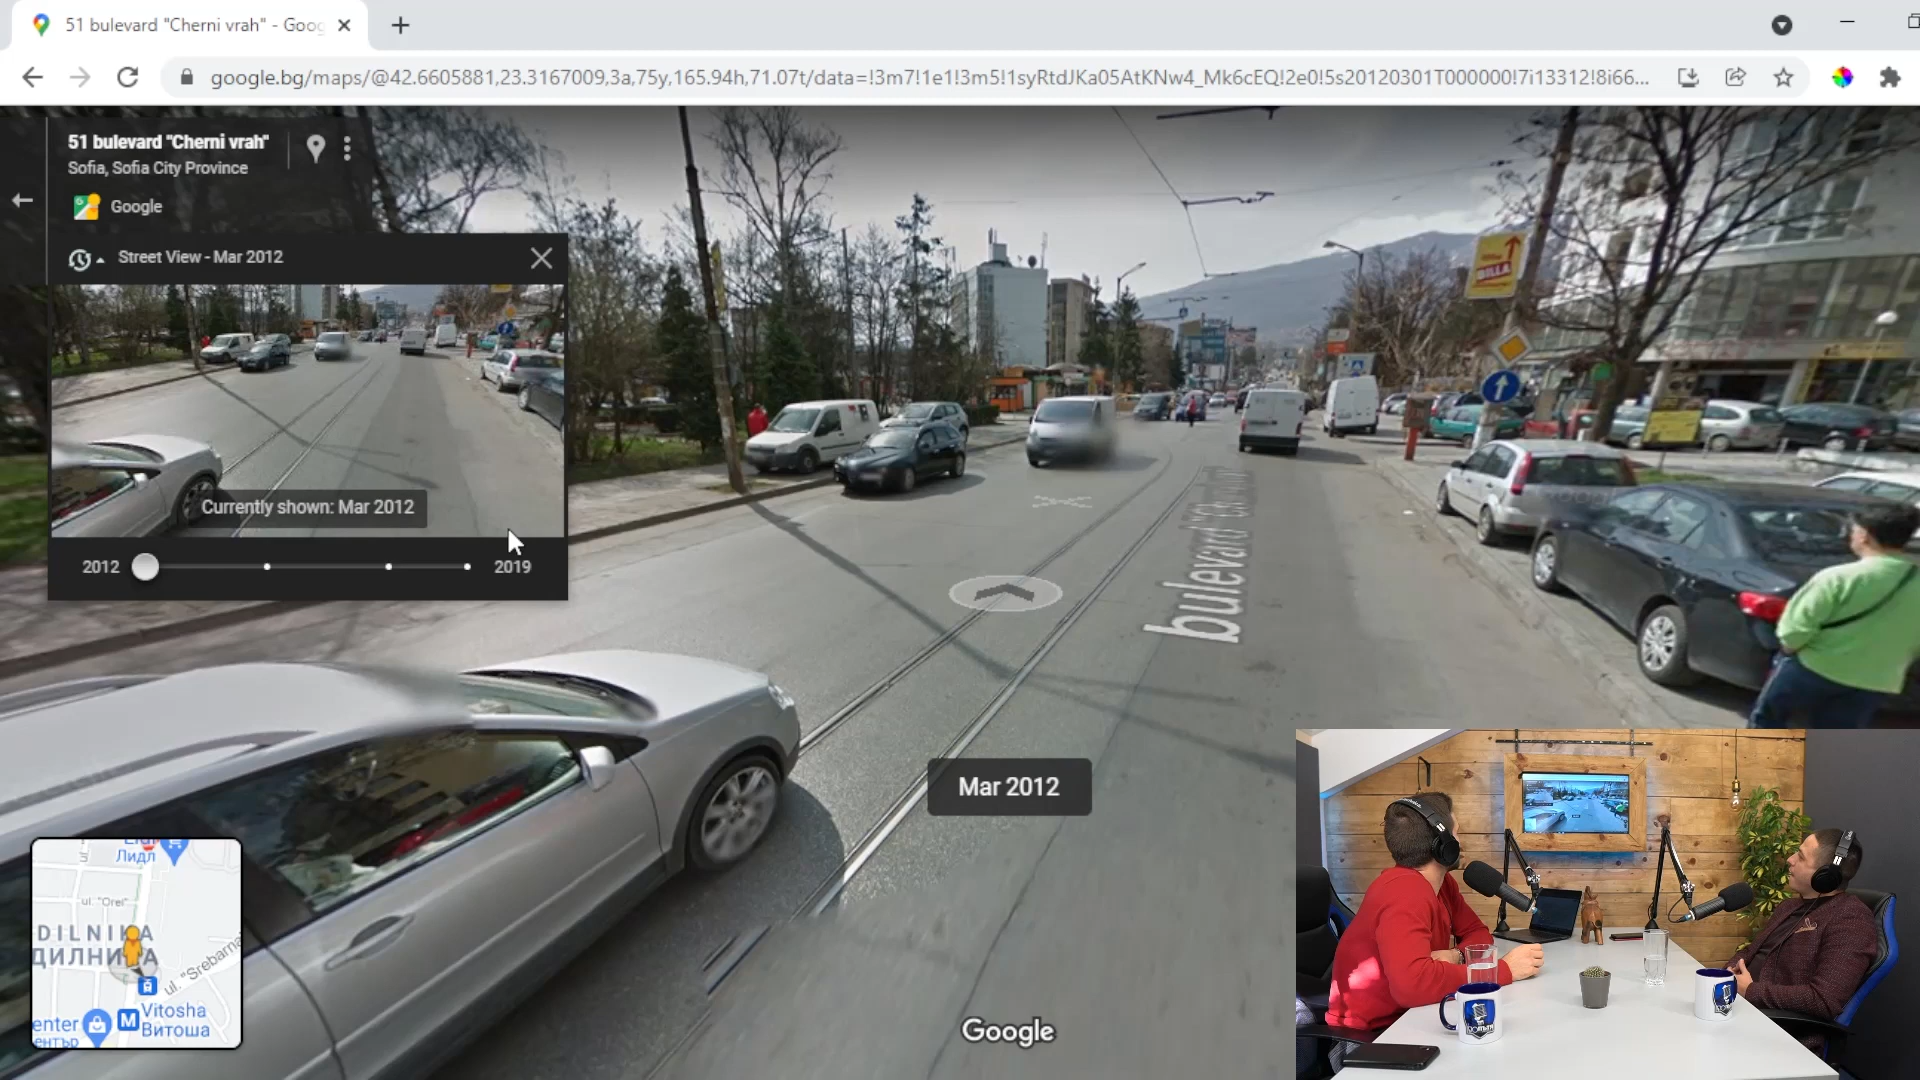 51 bulevard "Cherni vrah" - Goog
google.bg/maps/@42.6605881,23.3167009,3a,75y,165.94h,71.07t/data=!3m7!1e1!3m5!1syRtdJKa05AtKNw4_Mk6cEQ!2e0!5s20120301T000000!7i13312!8i66...
51 bulevard "Cherni vrah"
Sofia, Sofia City Province
Google
Street View - Mar 2012
Currently shown: Mar 2012
2012
2019
BILLA
bulevard
Mar 2012
Лидл
ul. "Orei"
DILNIKA
ДИЛНИКА
ul. "Srebarna
Vitosha
Витоша
M
enter
ентър
Google